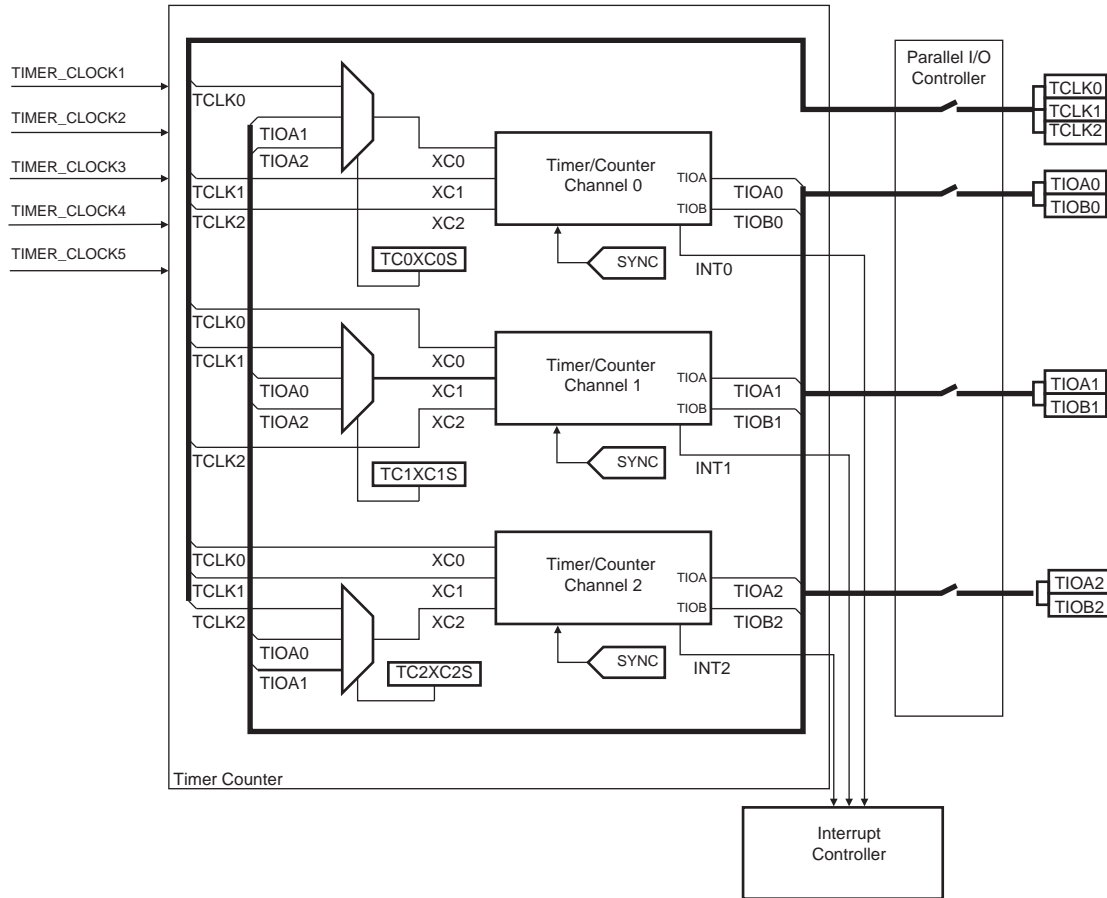 TIMER_CLOCK1
TIMER_CLOCK2
TIMER_CLOCK3
TIMER_CLOCK4
TIMER_CLOCK5
TCLK0
TIOA1
TIOA2
TCLK1
TCLK2
XC0
XC1
XC2
TC0XC0S
Timer/Counter
Channel 0
TIOA
TIOB
TIOA0
TIOB0
SYNC
INT0
TCLK0
TCLK1
TIOA0
TIOA2
TCLK2
XC0
XC1
XC2
TC1XC1S
Timer/Counter
Channel 1
TIOA
TIOB
TIOA1
TIOB1
SYNC
INT1
TCLK0
TCLK1
TCLK2
TIOA0
TIOA1
XC0
XC1
XC2
TC2XC2S
Timer/Counter
Channel 2
TIOA
TIOB
TIOA2
TIOB2
SYNC
INT2
Timer Counter
Parallel I/O
Controller
TCLK0
TCLK1
TCLK2
TIOA0
TIOB0
TIOA1
TIOB1
TIOA2
TIOB2
Interrupt
Controller